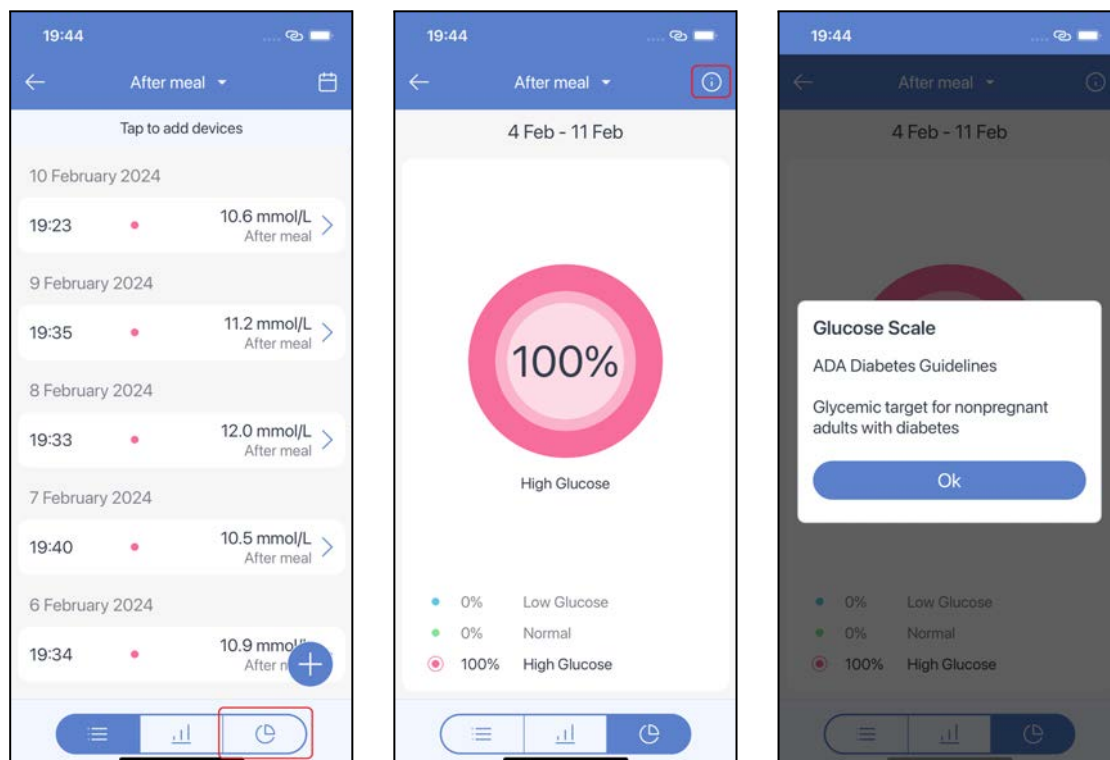 19:44
After meal
Tap to add devices
10 February 2024
19:23
10.6 mmol/L
After meal
9 February 2024
19:35
11.2 mmol/L
After meal
8 February 2024
19:33
12.0 mmol/L
After meal
7 February 2024
19:40
10.5 mmol/L
After meal
6 February 2024
19:34
10.9
After
19:44
After meal
4 Feb - 11 Feb
100%
High Glucose
0% Low Glucose
0% Normal
100% High Glucose
19:44
After meal
4 Feb - 11 Feb
Glucose Scale
ADA Diabetes Guidelines
Glycemic target for nonpregnant
adults with diabetes
Ok
0% Low Glucose
0% Normal
100% High Glucose